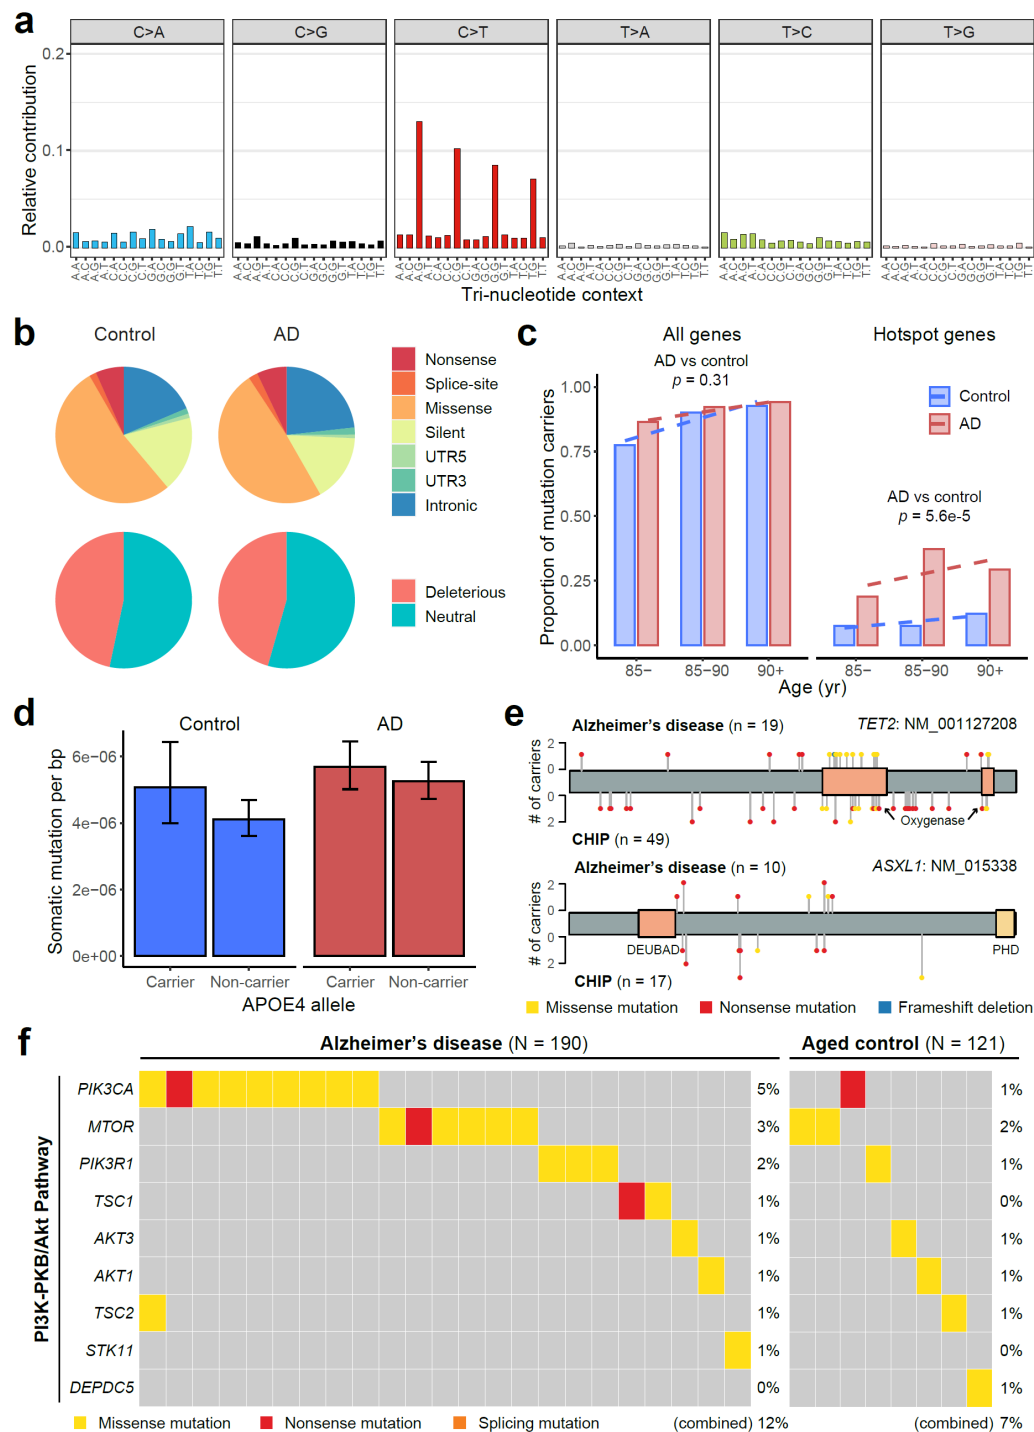 a
C>A C>G C>T T>A T>C T>G
Relative contribution
0.2
0.1
0.0
A.A A.C A.G A.T C.A C.C C.G C.T G.A G.C G.G G.T T.A T.C T.G T.T
A.A A.C A.G A.T C.A C.C C.G C.T G.A G.C G.G G.T T.A T.C T.G T.T
A.A A.C A.G A.T C.A C.C C.G C.T G.A G.C G.G G.T T.A T.C T.G T.T
A.A A.C A.G A.T C.A C.C C.G C.T G.A G.C G.G G.T T.A T.C T.G T.T
A.A A.C A.G A.T C.A C.C C.G C.T G.A G.C G.G G.T T.A T.C T.G T.T
A.A A.C A.G A.T C.A C.C C.G C.T G.A G.C G.G G.T T.A T.C T.G T.T
Tri-nucleotide context
b
Control AD
Nonsense
Splice-site
Missense
Silent
UTR5
UTR3
Intronic
Deleterious
Neutral
c
All genes Hotspot genes
AD vs control
p = 0.31
Control
AD
AD vs control
p = 5.6e-5
Proportion of mutation carriers
1.00
0.75
0.50
0.25
0.00
85− 85−90 90+ 85− 85−90 90+
Age (yr)
d
Control AD
Somatic mutation per bp
6e−06
4e−06
2e−06
0e+00
Carrier Non-carrier Carrier Non-carrier
APOE4 allele
e
Alzheimer's disease (n = 19) TET2: NM_001127208
# of carriers
2
0
# of carriers
0
2
Oxygenase
CHIP (n = 49)
Alzheimer's disease (n = 10) ASXL1: NM_015338
# of carriers
2
0
# of carriers
0
2
DEUBAD PHD
CHIP (n = 17)
Missense mutation Nonsense mutation Frameshift deletion
f
Alzheimer's disease (N = 190) Aged control (N = 121)
PI3K-PKB/Akt Pathway
PIK3CA 5% 1%
MTOR 3% 2%
PIK3R1 2% 1%
TSC1 1% 0%
AKT3 1% 1%
AKT1 1% 1%
TSC2 1% 1%
STK11 1% 0%
DEPDC5 0% 1%
Missense mutation Nonsense mutation Splicing mutation (combined) 12% (combined) 7%